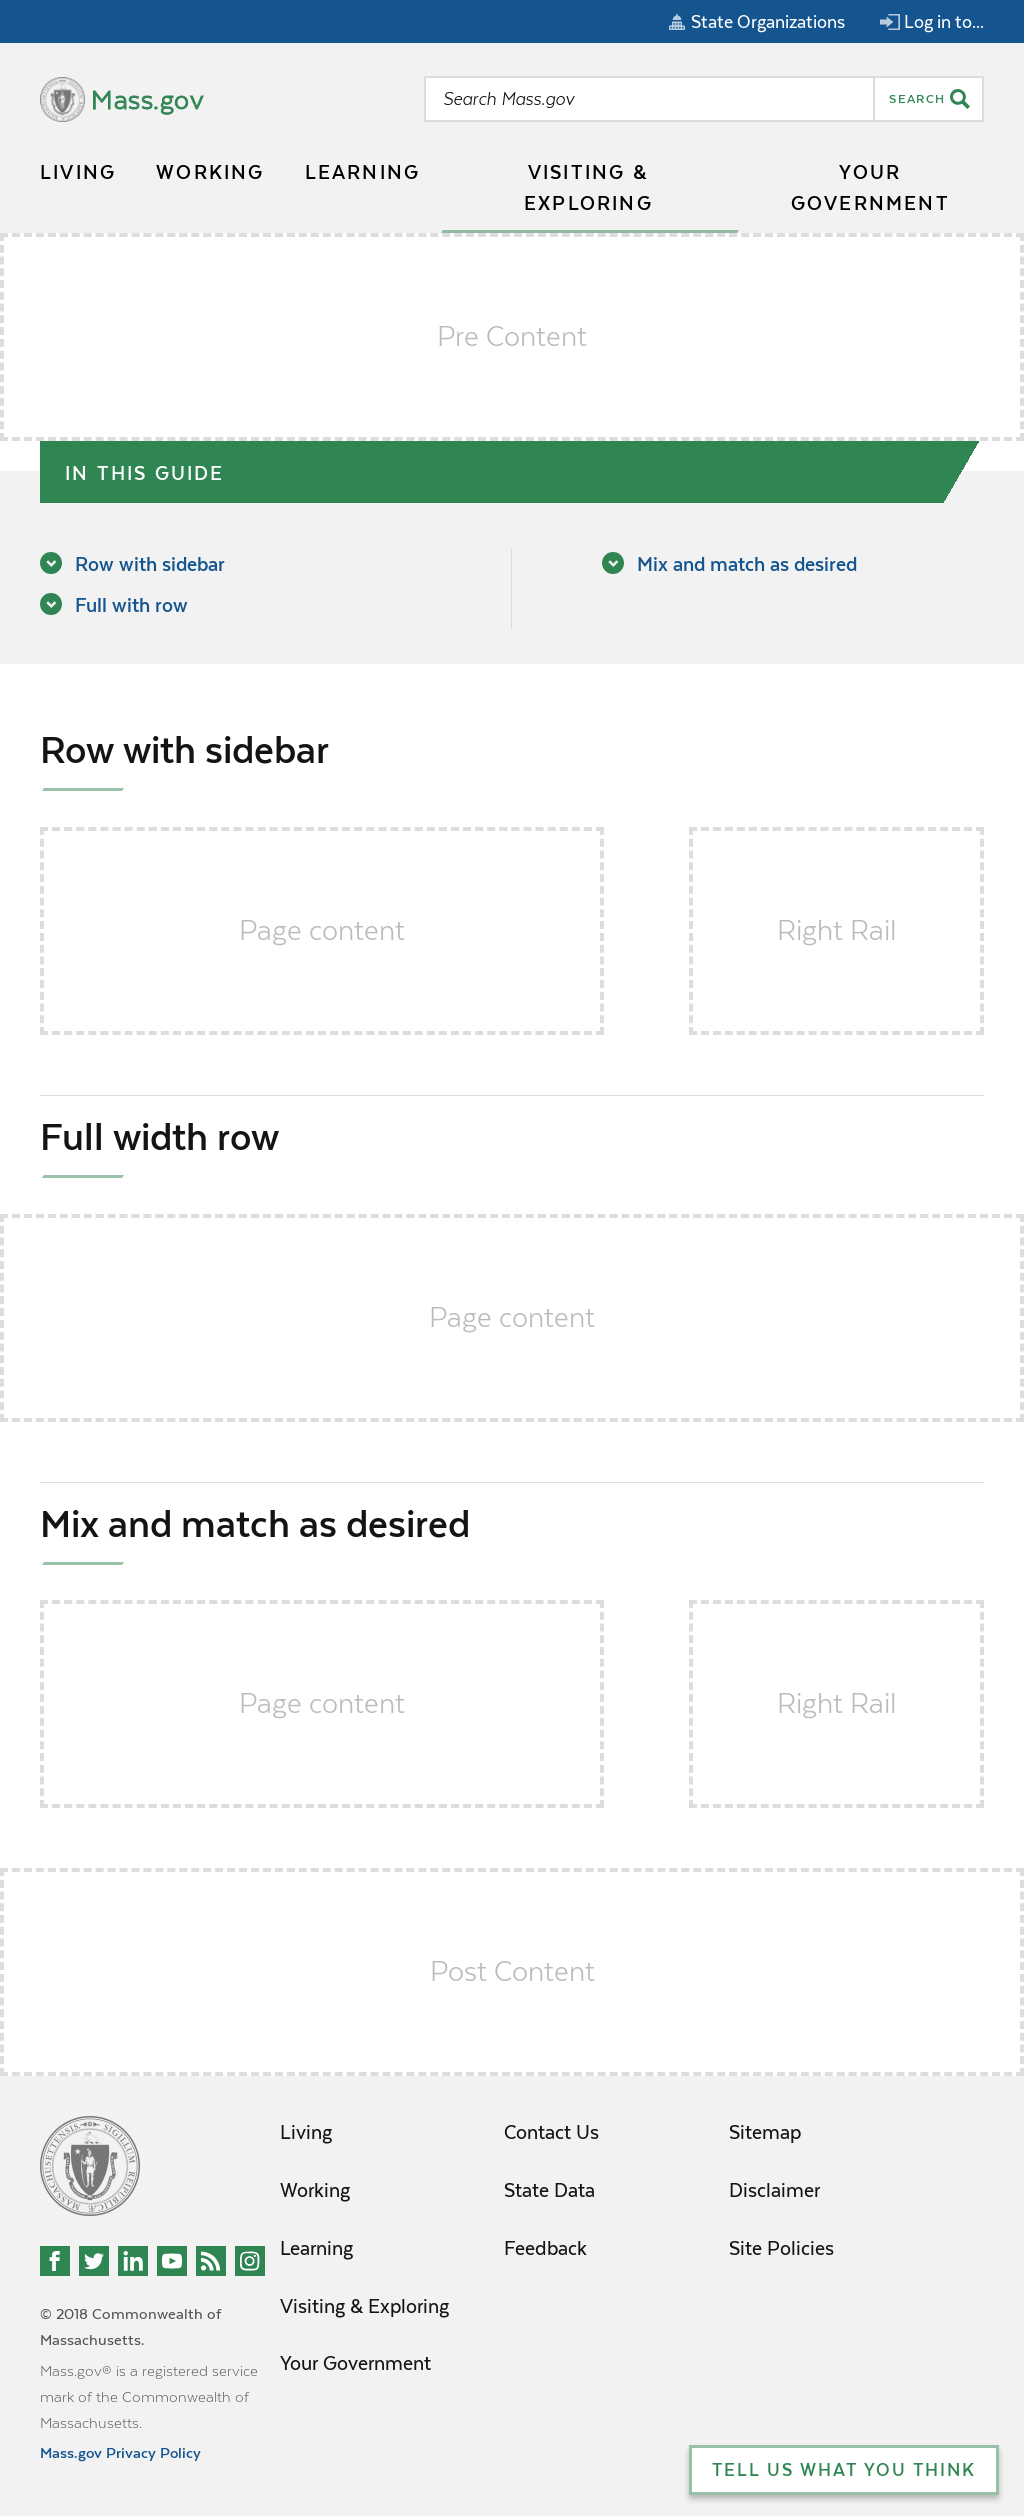 State Organizations
Log in to...
Mass.gov
Search Mass.gov
SEARCH
LIVING
WORKING
LEARNING
VISITING &
EXPLORING
YOUR
GOVERNMENT
Pre Content
IN THIS GUIDE
Row with sidebar
Full with row
Mix and match as desired
Row with sidebar
Page content
Right Rail
Full width row
Page content
Mix and match as desired
Page content
Right Rail
Post Content
Living
Working
Learning
Visiting & Exploring
Your Government
Contact Us
State Data
Feedback
Sitemap
Disclaimer
Site Policies
© 2018 Commonwealth of
Massachusetts.
Mass.gov® is a registered service
mark of the Commonwealth of
Massachusetts.
Mass.gov Privacy Policy
TELL US WHAT YOU THINK